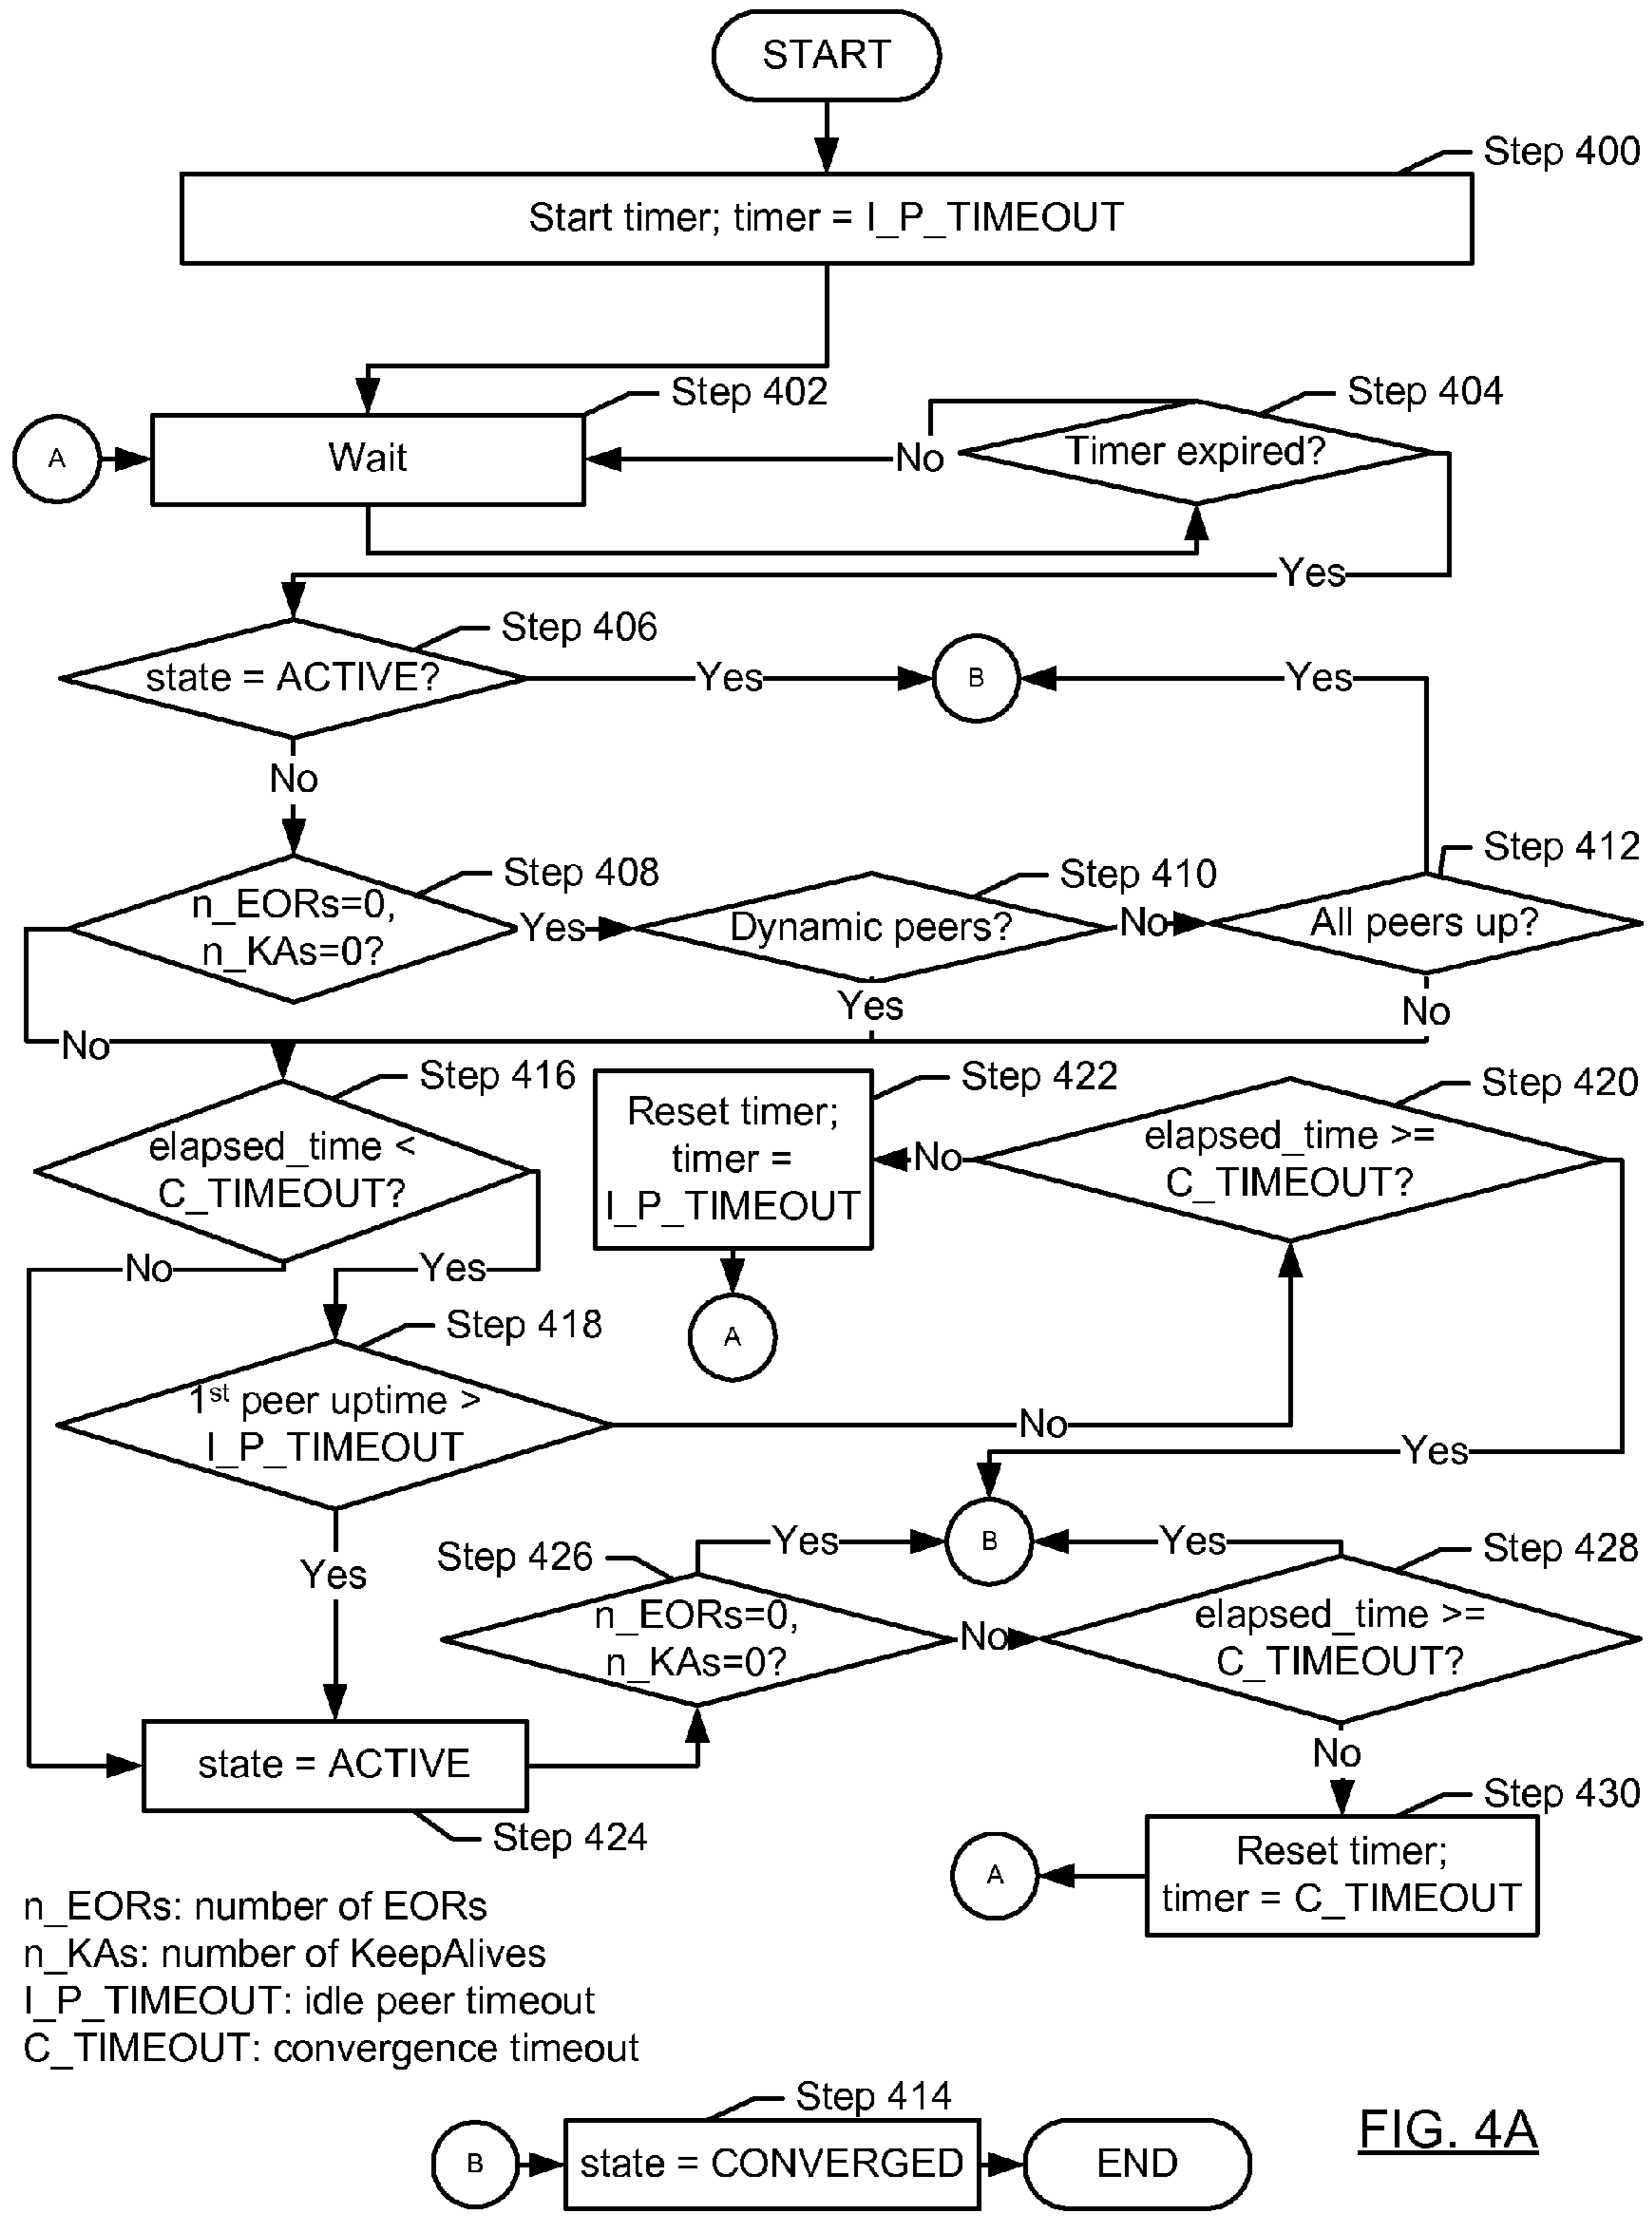 START
Step 400
Start timer; timer = I_P_TIMEOUT
Step 402
Step 404
A
Wait
No
Timer expired?
Yes
Step 406
state = ACTIVE?
Yes
B
Yes
No
Step 408
Step 410
Step 412
n_EORs=0,
n_KAs=0?
Yes
Dynamic peers?
No
All peers up?
Yes
No
No
Step 416
Step 422
Step 420
elapsed_time <
C_TIMEOUT?
Reset timer;
timer =
I_P_TIMEOUT
No
elapsed_time >=
C_TIMEOUT?
No
Yes
Step 418
A
1st peer uptime >
I_P_TIMEOUT
No
Yes
Yes
Step 426
Yes
B
Yes
Step 428
n_EORs=0,
n_KAs=0?
No
elapsed_time >=
C_TIMEOUT?
state = ACTIVE
No
Step 424
Step 430
A
Reset timer;
timer = C_TIMEOUT
n_EORs: number of EORs
n_KAs: number of KeepAlives
I_P_TIMEOUT: idle peer timeout
C_TIMEOUT: convergence timeout
Step 414
B
state = CONVERGED
END
FIG. 4A